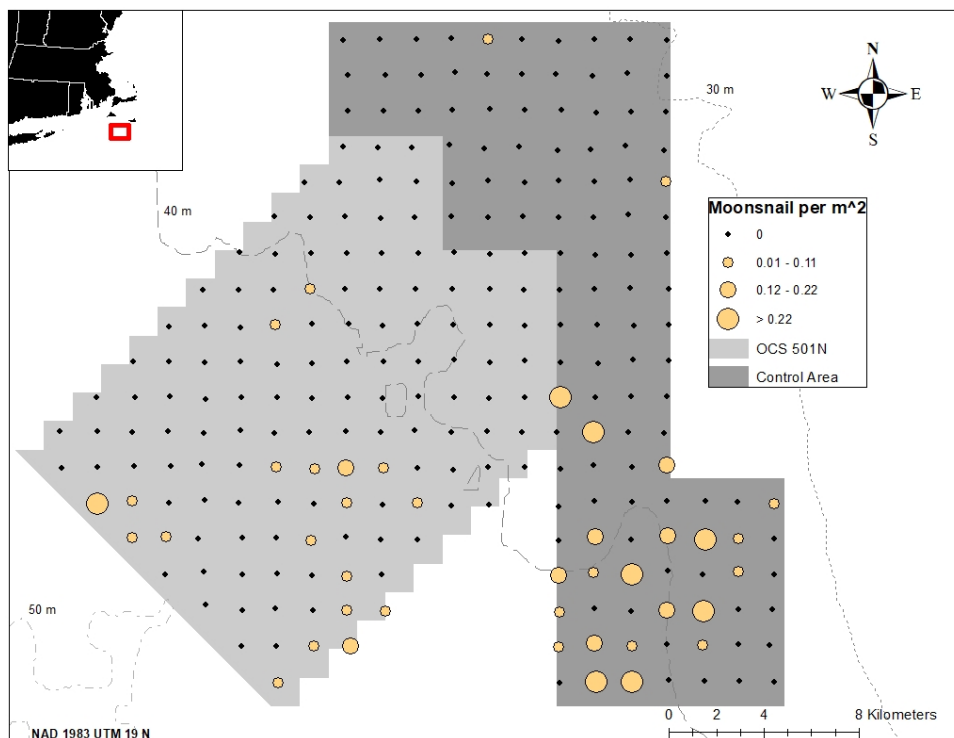 N
W E
S
30 m
40 m
Moonsnail per m^2
0
0.01 - 0.11
0.12 - 0.22
> 0.22
OCS 501N
Control Area
50 m
0 2 4 8 Kilometers
NAD 1983 UTM 19 N